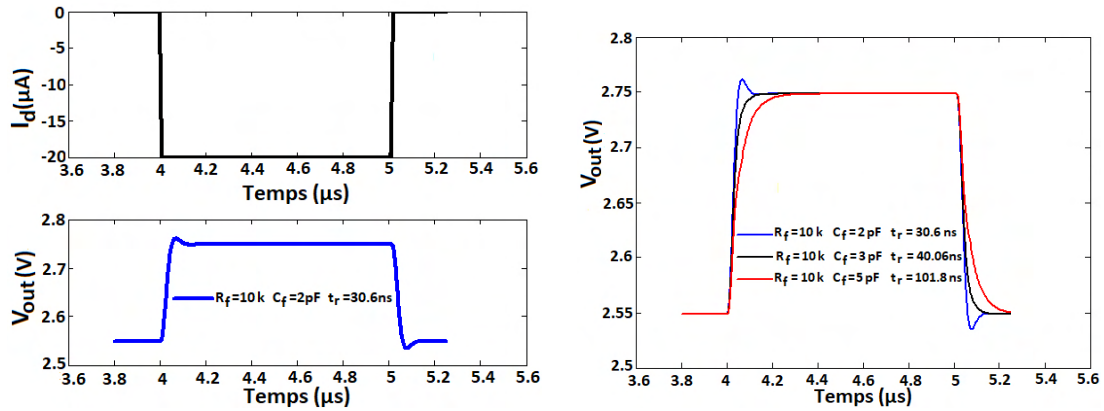 0
-5
-10
-15
-20
I_d(μA)
3.6 3.8 4 4.2 4.4 4.6 4.8 5 5.2 5.4 5.6
Temps (μs)
2.8
2.7
2.6
2.5
V_out (V)
R_f=10 k C_f=2pF t_r=30.6ns
3.6 3.8 4 4.2 4.4 4.6 4.8 5 5.2 5.4 5.6
Temps (μs)
2.8
2.75
2.7
2.65
2.6
2.55
2.5
V_out (V)
R_f=10 k C_f=2 pF t_r = 30.6 ns
R_f=10 k C_f=3 pF t_r = 40.06ns
R_f=10 k C_f=5 pF t_r =101.8ns
3.6 3.8 4 4.2 4.4 4.6 4.8 5 5.2 5.4 5.6
Temps (μs)